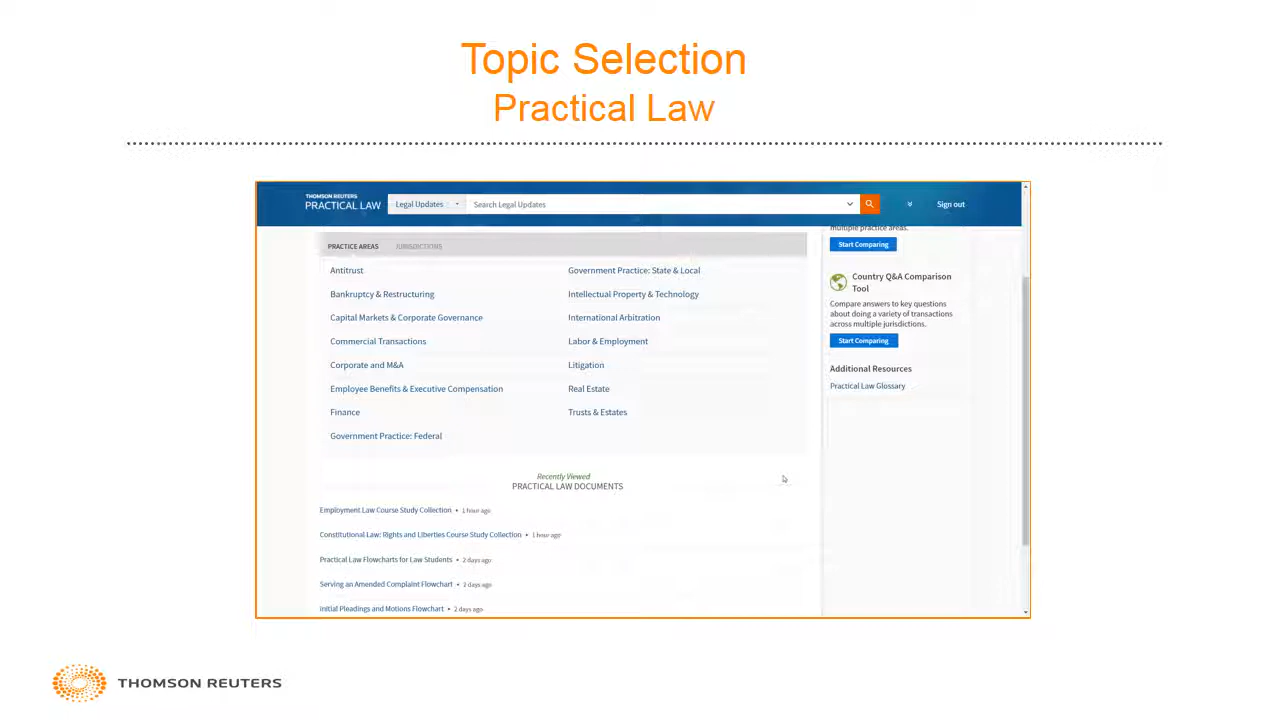 Topic Selection
Practical Law
THOMSON REUTERS
PRACTICAL LAW
Legal Updates
Search Legal Updates
Sign out
PRACTICE AREAS
JURISDICTIONS
Antitrust
Bankruptcy & Restructuring
Capital Markets & Corporate Governance
Commercial Transactions
Corporate and M&A
Employee Benefits & Executive Compensation
Finance
Government Practice: Federal
Government Practice: State & Local
Intellectual Property & Technology
International Arbitration
Labor & Employment
Litigation
Real Estate
Trusts & Estates
multiple practice areas.
Start Comparing
Country Q&A Comparison
Tool
Compare answers to key questions
about doing a variety of transactions
across multiple jurisdictions.
Start Comparing
Additional Resources
Practical Law Glossary
Recently Viewed
PRACTICAL LAW DOCUMENTS
Employment Law Course Study Collection • 1 hour ago
Constitutional Law: Rights and Liberties Course Study Collection • 1 hour ago
Practical Law Flowcharts for Law Students • 2 days ago
Serving an Amended Complaint Flowchart • 2 days ago
Initial Pleadings and Motions Flowchart • 2 days ago
THOMSON REUTERS